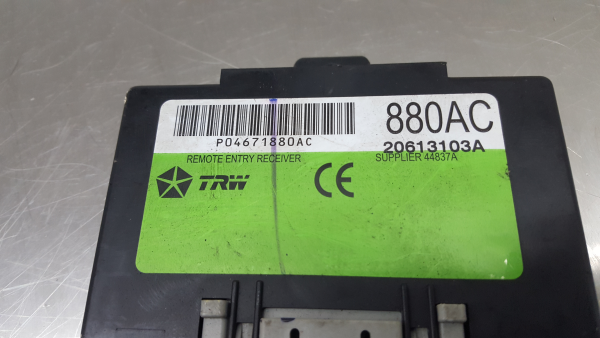 880AC
P04671880AC
20613103A
REMOTE ENTRY RECEIVER
SUPPLIER 44837A
TRW
CE